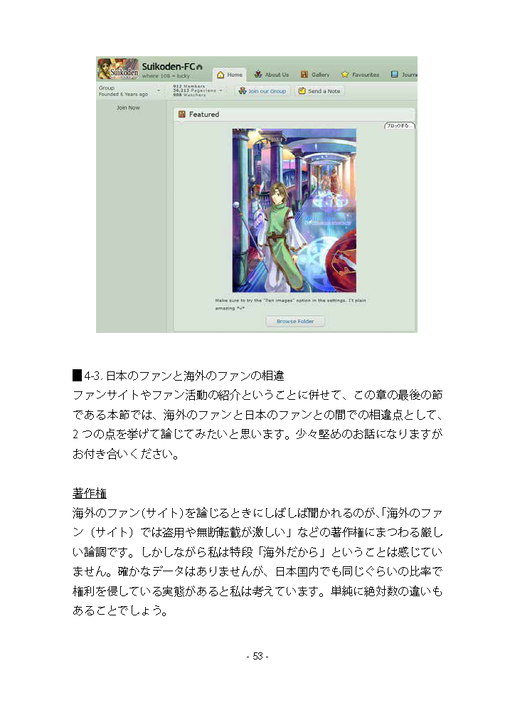 Suikoden
Suikoden-FC
where 108 = lucky
Home
About Us
Gallery
Favourites
Journ
Group
Founded 6 Years ago
Members
Pageviews
Watchers
Join our Group
Send a Note
Join Now
Featured
ブロックする
Make sure to try the "fan images" option in the settings. I'll plain
amazing
Browse Folder
■4-3.日本のファンと海外のファンの相違
ファンサイトやファン活動の紹介ということに併せて、この章の最後の節
である本節では、海外のファンと日本のファンとの間での相違点として、
2つの点を挙げて論じてみたいと思います。少々堅めのお話になりますが
お付き合いください。
著作権
海外のファン(サイト)を論じるときにしばしば聞かれるのが、「海外のファ
ン（サイト）では盗用や無断転載が激しい」などの著作権にまつわる厳し
い論調です。しかしながら私は特段「海外だから」ということは感じてい
ません。確かなデータはありませんが、日本国内でも同じぐらいの比率で
権利を侵している実態があると私は考えています。単純に絶対数の違いも
あることでしょう。
- 53 -